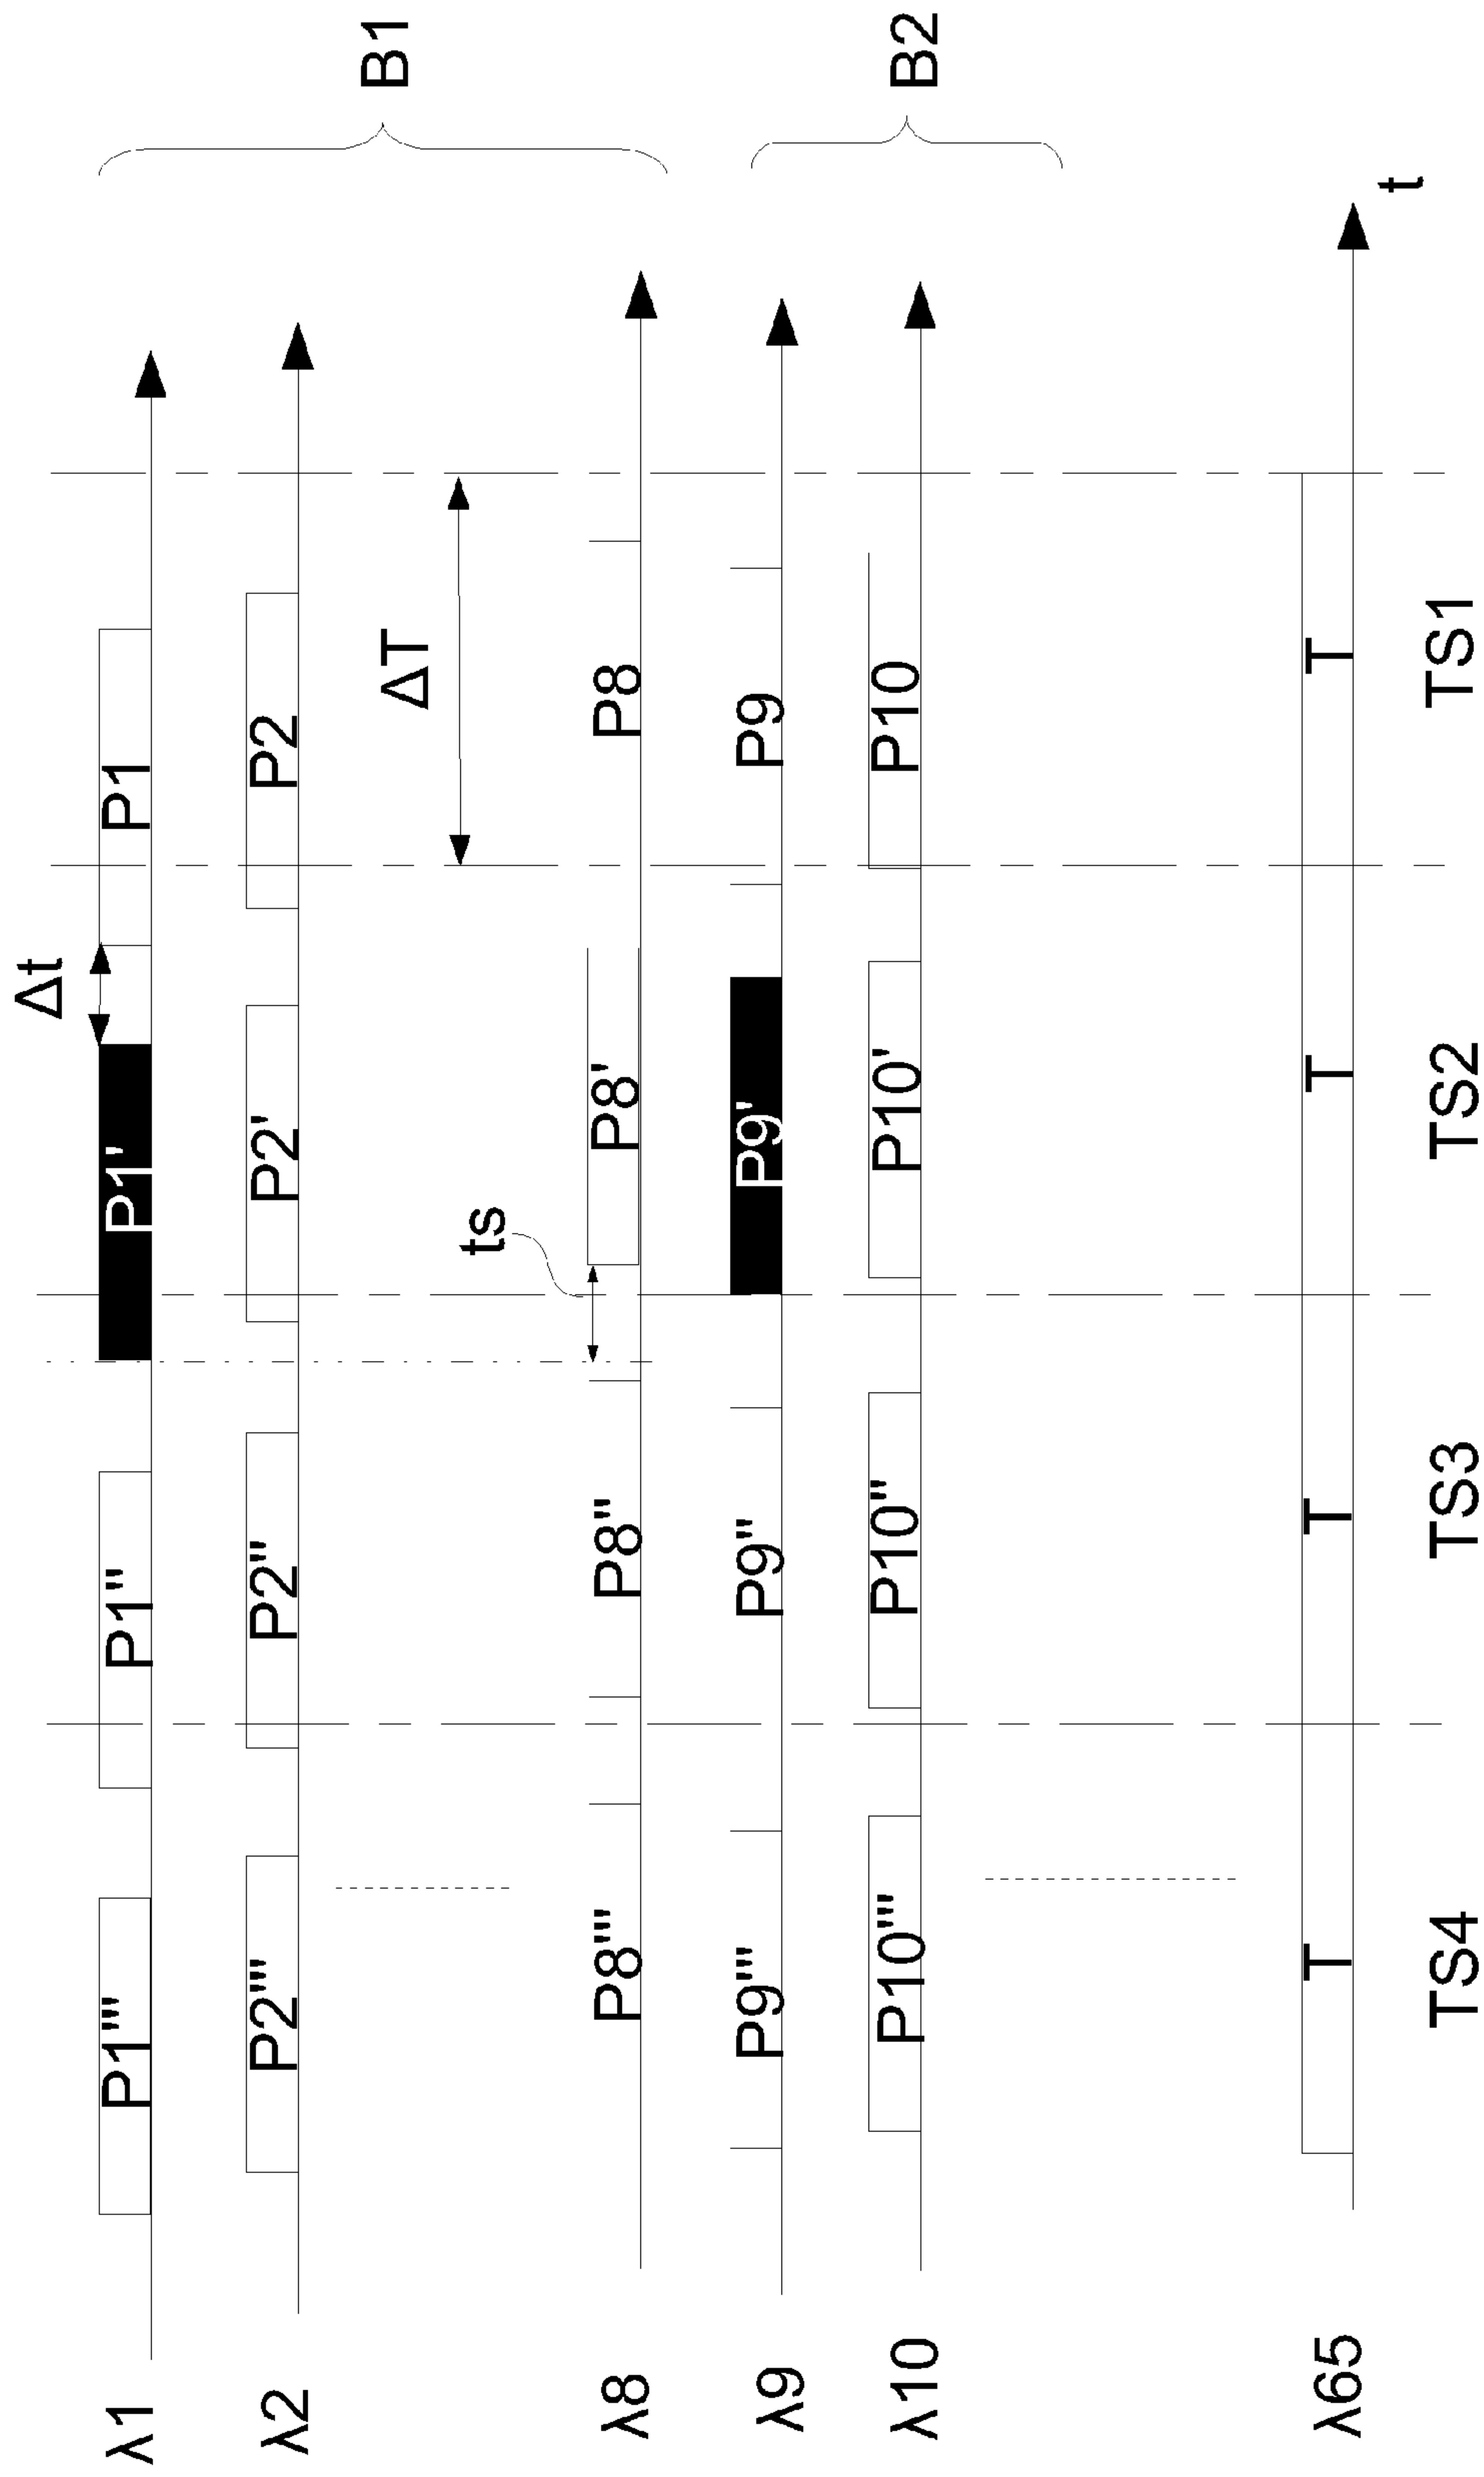 Δt
λ1 P1''' P1'' P1' P1
λ2 P2''' P2'' P2' P2
ΔT
B1
ts
λ8 P8''' P8'' P8' P8
λ9 P9''' P9'' P9' P9
λ10 P10''' P10'' P10' P10
B2
λ65 T T T T
t
TS4 TS3 TS2 TS1